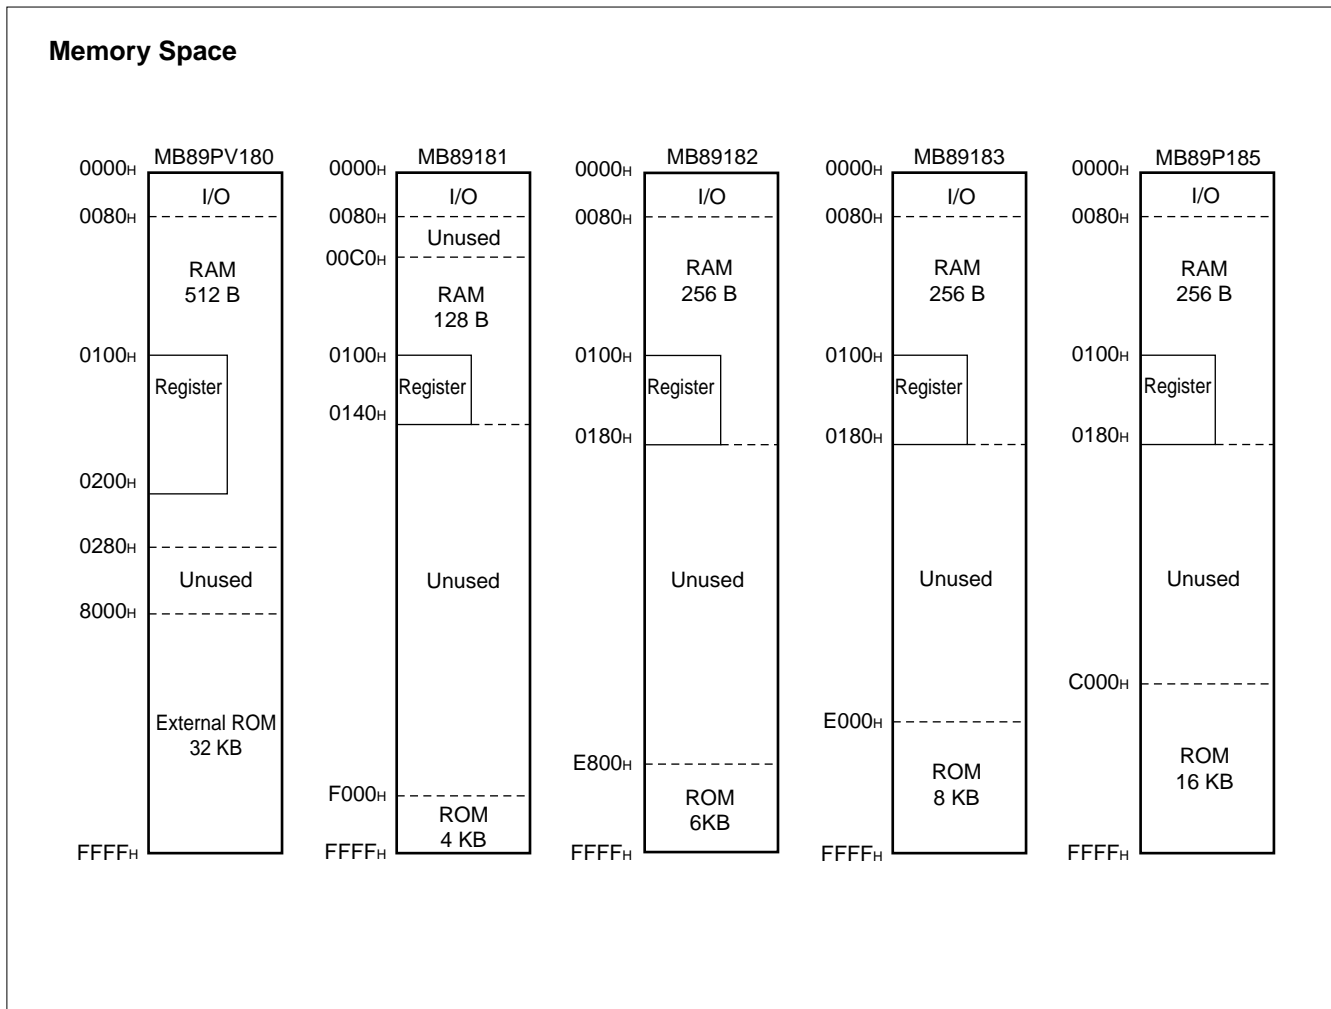 Memory Space
MB89PV180
0000H
I/O
0080H
RAM
512 B
0100H
Register
0200H
0280H
Unused
8000H
External ROM
32 KB
FFFFH
MB89181
0000H
I/O
0080H
Unused
00C0H
RAM
128 B
0100H
Register
0140H
Unused
F000H
ROM
4 KB
FFFFH
MB89182
0000H
I/O
0080H
RAM
256 B
0100H
Register
0180H
Unused
E800H
ROM
6KB
FFFFH
MB89183
0000H
I/O
0080H
RAM
256 B
0100H
Register
0180H
Unused
E000H
ROM
8 KB
FFFFH
MB89P185
0000H
I/O
0080H
RAM
256 B
0100H
Register
0180H
Unused
C000H
ROM
16 KB
FFFFH